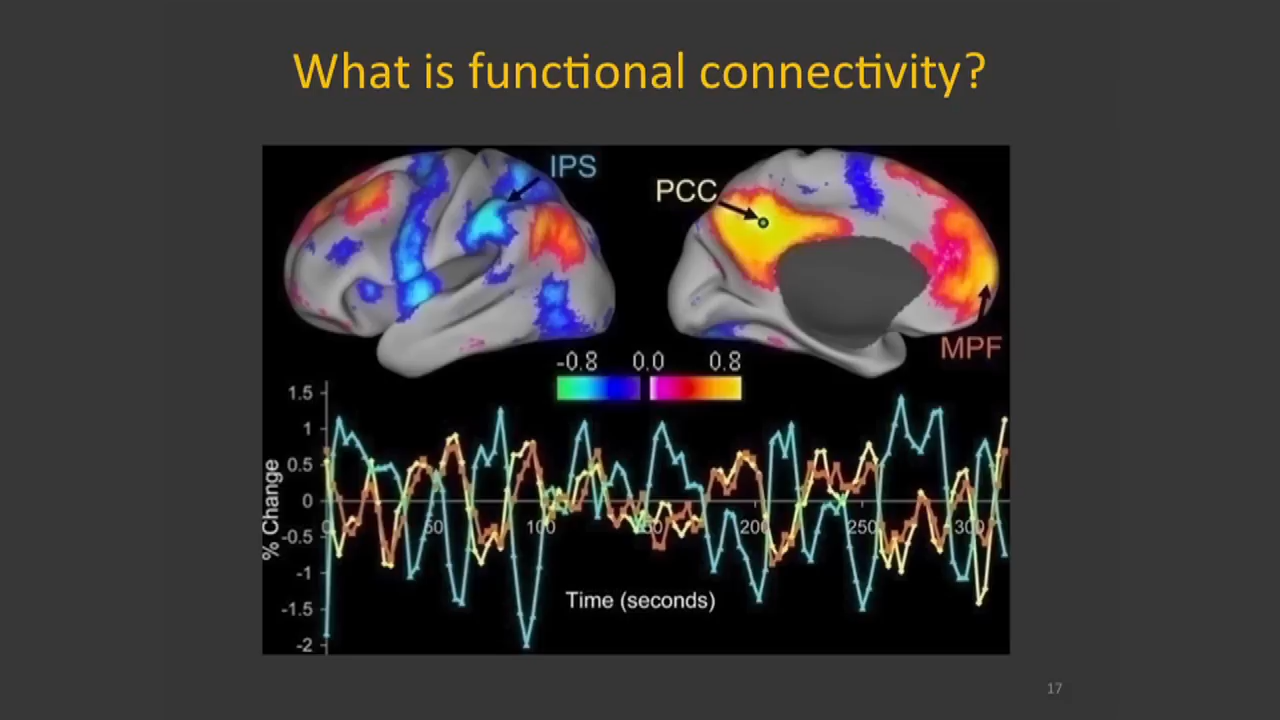 What is functional connectivity?
IPS
PCC
MPF
-0.8 0.0 0.8
1.5
1
0.5
0
-0.5
-1
-1.5
-2
% Change
0 50 100 150 200 250 300
Time (seconds)
17